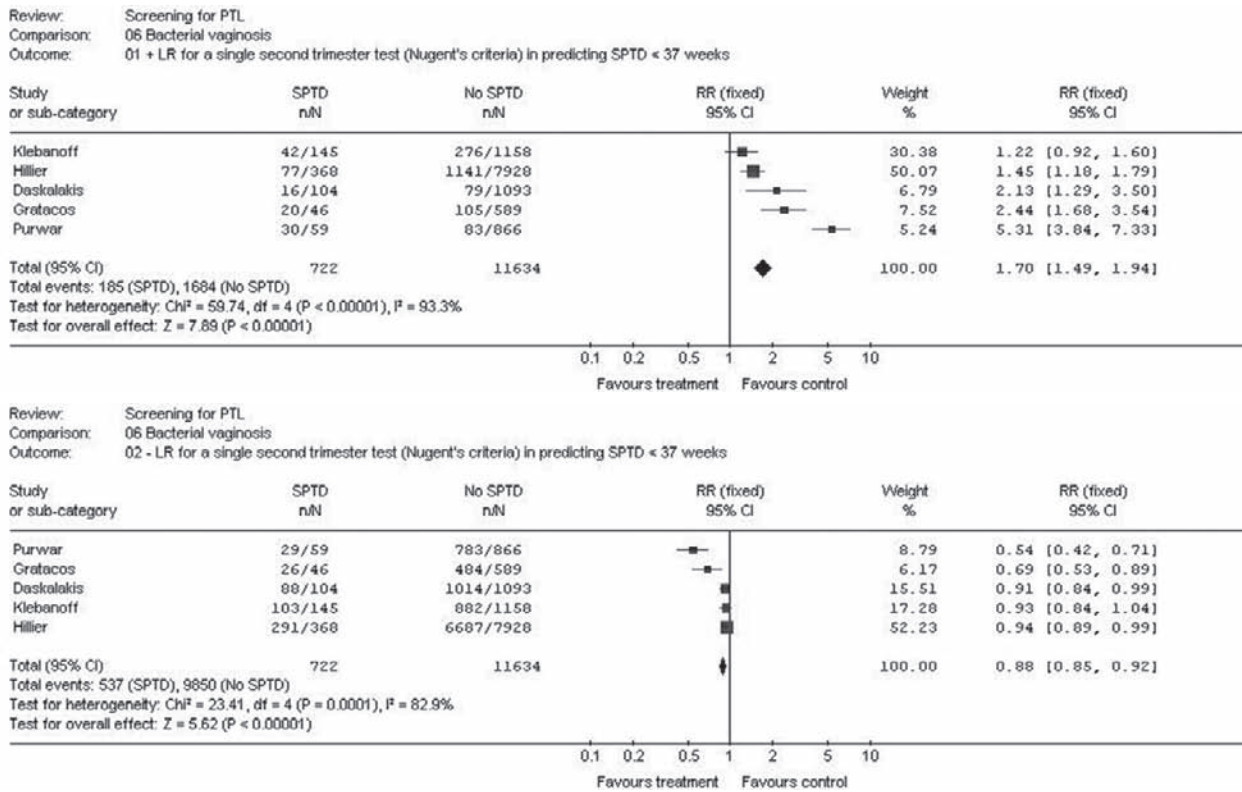 Review: Screening for PTL
Comparison: 06 Bacterial vaginosis
Outcome: 01 + LR for a single second trimester test (Nugent's criteria) in predicting SPTD < 37 weeks
Study SPTD No SPTD RR (fixed) Weight RR (fixed)
or sub-category n/N n/N 95% CI % 95% CI
Klebanoff 42/145 276/1158 30.38 1.22 [0.92, 1.60]
Hillier 77/368 1141/7928 50.07 1.45 [1.18, 1.79]
Daskalakis 16/104 79/1093 6.79 2.13 [1.29, 3.50]
Gratacos 20/46 105/589 7.52 2.44 [1.68, 3.54]
Purwar 30/59 83/866 5.24 5.31 [3.84, 7.33]
Total (95% CI) 722 11634 100.00 1.70 [1.49, 1.94]
Total events: 185 (SPTD), 1684 (No SPTD)
Test for heterogeneity: Chi² = 59.74, df = 4 (P < 0.00001), I² = 93.3%
Test for overall effect: Z = 7.89 (P < 0.00001)
0.1 0.2 0.5 1 2 5 10
Favours treatment Favours control
Review: Screening for PTL
Comparison: 06 Bacterial vaginosis
Outcome: 02 - LR for a single second trimester test (Nugent's criteria) in predicting SPTD < 37 weeks
Study SPTD No SPTD RR (fixed) Weight RR (fixed)
or sub-category n/N n/N 95% CI % 95% CI
Purwar 29/59 783/866 8.79 0.54 [0.42, 0.71]
Gratacos 26/46 484/589 6.17 0.69 [0.53, 0.89]
Daskalakis 88/104 1014/1093 15.51 0.91 [0.84, 0.99]
Klebanoff 103/145 882/1158 17.28 0.93 [0.84, 1.04]
Hillier 291/368 6687/7928 52.23 0.94 [0.89, 0.99]
Total (95% CI) 722 11634 100.00 0.88 [0.85, 0.92]
Total events: 537 (SPTD), 9850 (No SPTD)
Test for heterogeneity: Chi² = 23.41, df = 4 (P = 0.0001), I² = 82.9%
Test for overall effect: Z = 5.62 (P < 0.00001)
0.1 0.2 0.5 1 2 5 10
Favours treatment Favours control